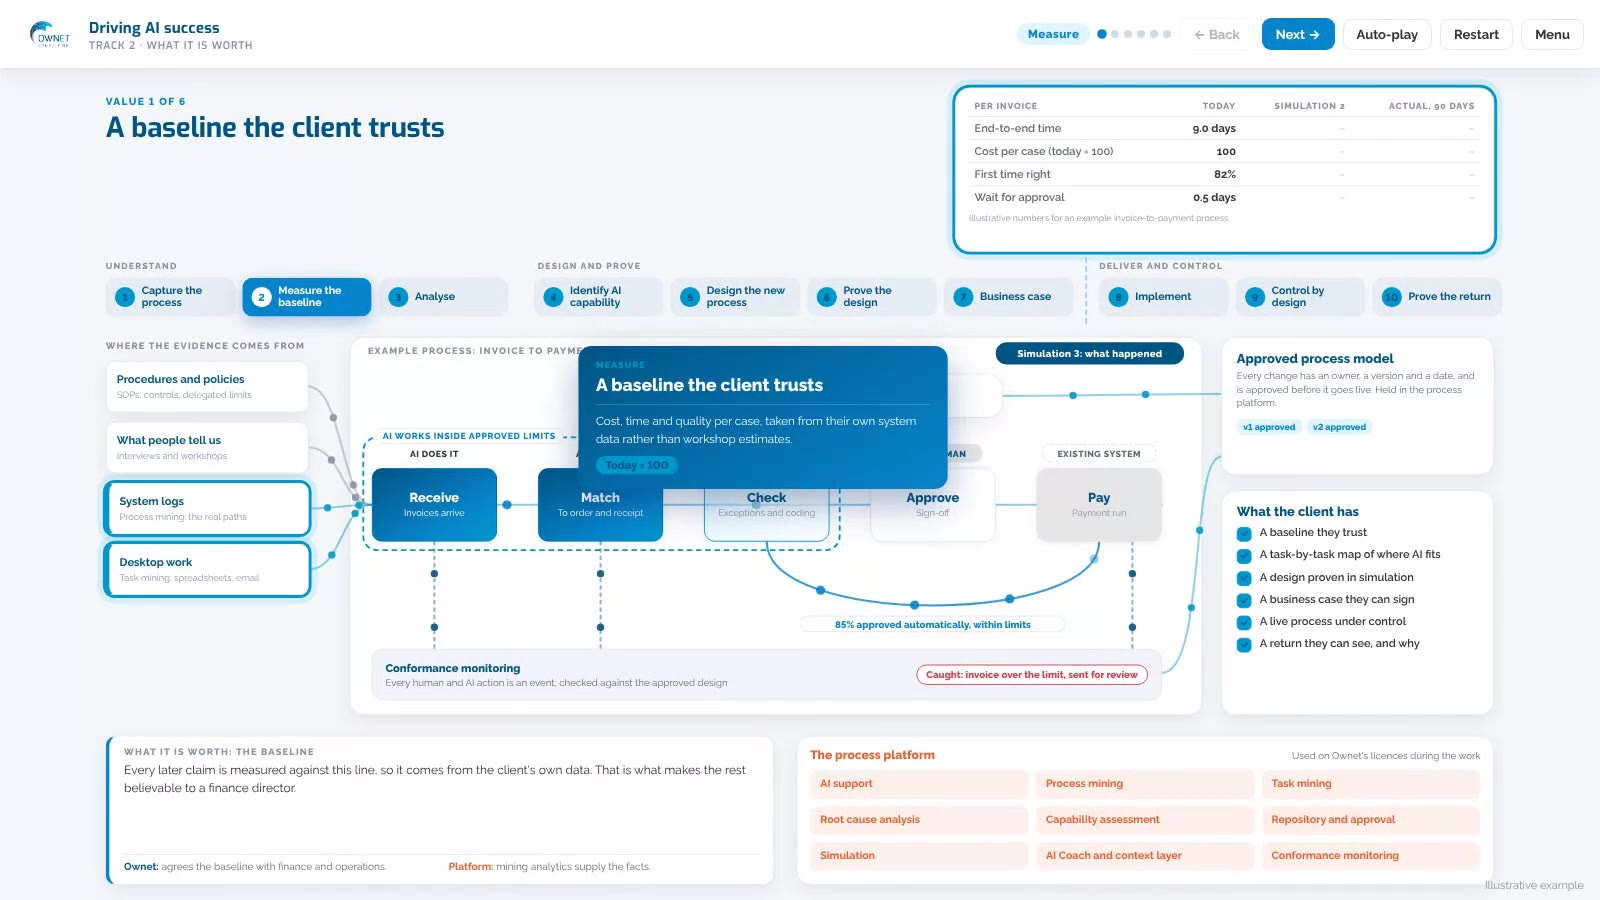 OWNET
CONSULTING
Driving AI success
TRACK 2 · WHAT IT IS WORTH
Measure
← Back
Next →
Auto-play
Restart
Menu
VALUE 1 OF 6
A baseline the client trusts
PER INVOICE TODAY SIMULATION 2 ACTUAL, 90 DAYS
End-to-end time 9.0 days – –
Cost per case (today = 100) 100 – –
First time right 82% – –
Wait for approval 0.5 days – –
Illustrative numbers for an example invoice-to-payment process.
UNDERSTAND
DESIGN AND PROVE
DELIVER AND CONTROL
1 Capture the process
2 Measure the baseline
3 Analyse
4 Identify AI capability
5 Design the new process
6 Prove the design
7 Business case
8 Implement
9 Control by design
10 Prove the return
WHERE THE EVIDENCE COMES FROM
Procedures and policies
SOPs, controls, delegated limits
What people tell us
Interviews and workshops
System logs
Process mining: the real paths
Desktop work
Task mining: spreadsheets, email
EXAMPLE PROCESS: INVOICE TO PAYME
Simulation 3: what happened
MEASURE
A baseline the client trusts
Cost, time and quality per case, taken from their own system
data rather than workshop estimates.
Today = 100
AI WORKS INSIDE APPROVED LIMITS
AI DOES IT
A
MAN
EXISTING SYSTEM
Receive
Invoices arrive
Match
To order and receipt
Check
Exceptions and coding
Approve
Sign-off
Pay
Payment run
85% approved automatically, within limits
Conformance monitoring
Every human and AI action is an event, checked against the approved design
Caught: invoice over the limit, sent for review
Approved process model
Every change has an owner, a version and a date, and
is approved before it goes live. Held in the process
platform.
v1 approved
v2 approved
What the client has
A baseline they trust
A task-by-task map of where AI fits
A design proven in simulation
A business case they can sign
A live process under control
A return they can see, and why
WHAT IT IS WORTH: THE BASELINE
Every later claim is measured against this line, so it comes from the client's own data. That is what makes the rest
believable to a finance director.
Ownet: agrees the baseline with finance and operations.
Platform: mining analytics supply the facts.
The process platform
Used on Ownet's licences during the work
AI support
Process mining
Task mining
Root cause analysis
Capability assessment
Repository and approval
Simulation
AI Coach and context layer
Conformance monitoring
Illustrative example